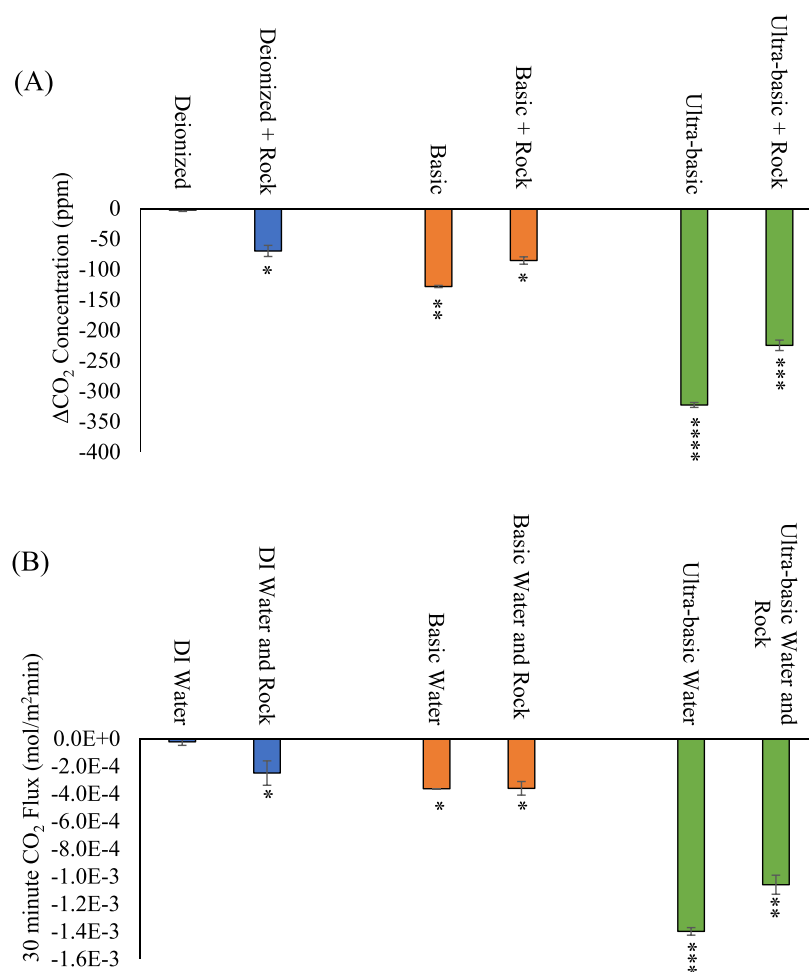 (A)
Deionized
Deionized + Rock
Basic
Basic + Rock
Ultra-basic
Ultra-basic + Rock
ΔCO₂ Concentration (ppm)
0
-50
-100
-150
-200
-250
-300
-350
-400
*
**
*
****
***
(B)
DI Water
DI Water and Rock
Basic Water
Basic Water and Rock
Ultra-basic Water
Ultra-basic Water and
Rock
30 minute CO₂ Flux (mol/m²min)
0.0E+0
-2.0E-4
-4.0E-4
-6.0E-4
-8.0E-4
-1.0E-3
-1.2E-3
-1.4E-3
-1.6E-3
*
*
*
***
**